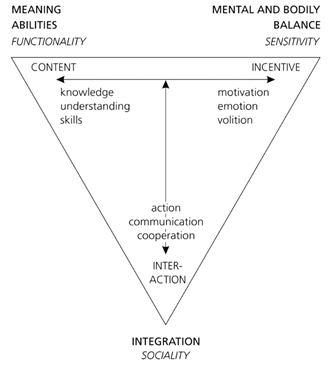 MEANING
ABILITIES
FUNCTIONALITY
MENTAL AND BODILY
BALANCE
SENSITIVITY
CONTENT
INCENTIVE
knowledge
understanding
skills
motivation
emotion
volition
action
communication
cooperation
INTER-
ACTION
INTEGRATION
SOCIALITY